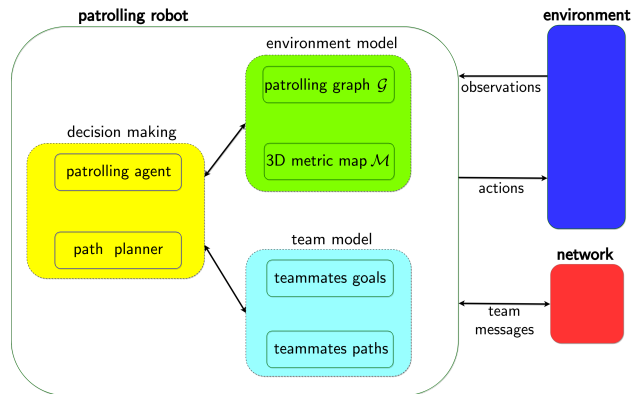 patrolling robot
environment
environment model
patrolling graph 𝒢
3D metric map ℳ
decision making
patrolling agent
path planner
team model
teammates goals
teammates paths
observations
actions
network
team
messages